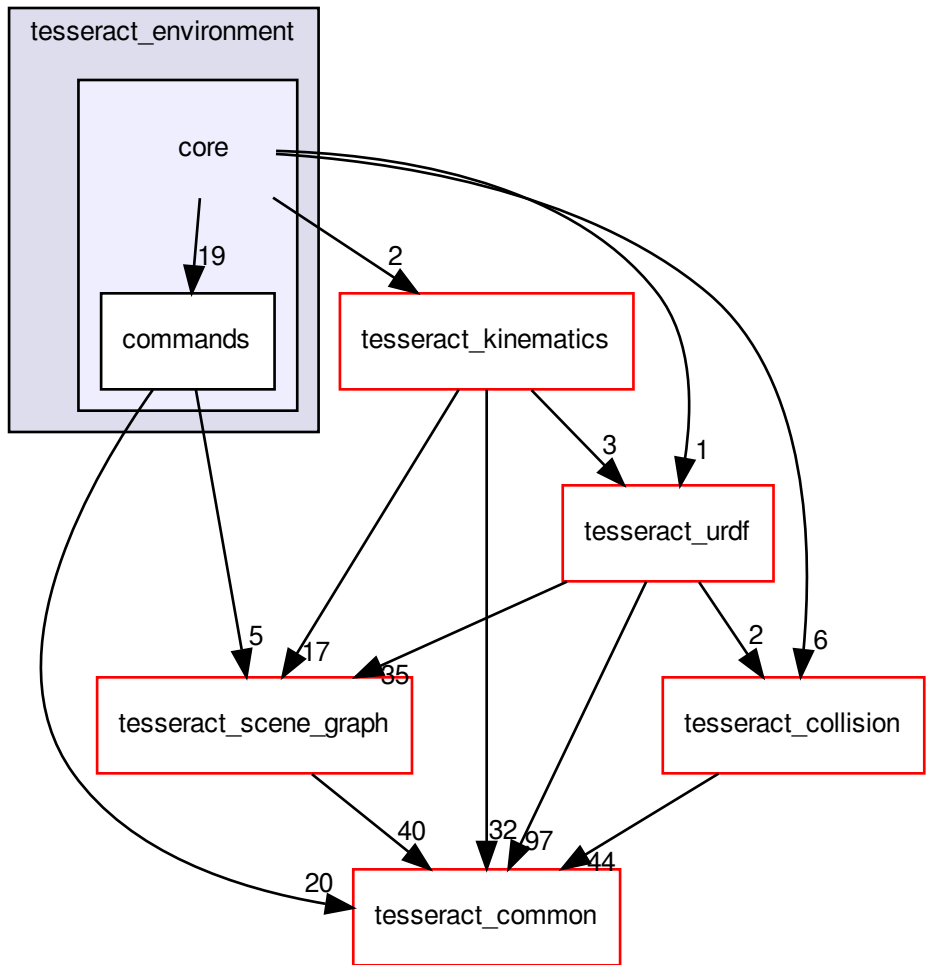 tesseract_environment
core
19
2
commands
tesseract_kinematics
3
1
tesseract_urdf
5
17
35
2
6
tesseract_scene_graph
tesseract_collision
40
32
97
44
20
tesseract_common